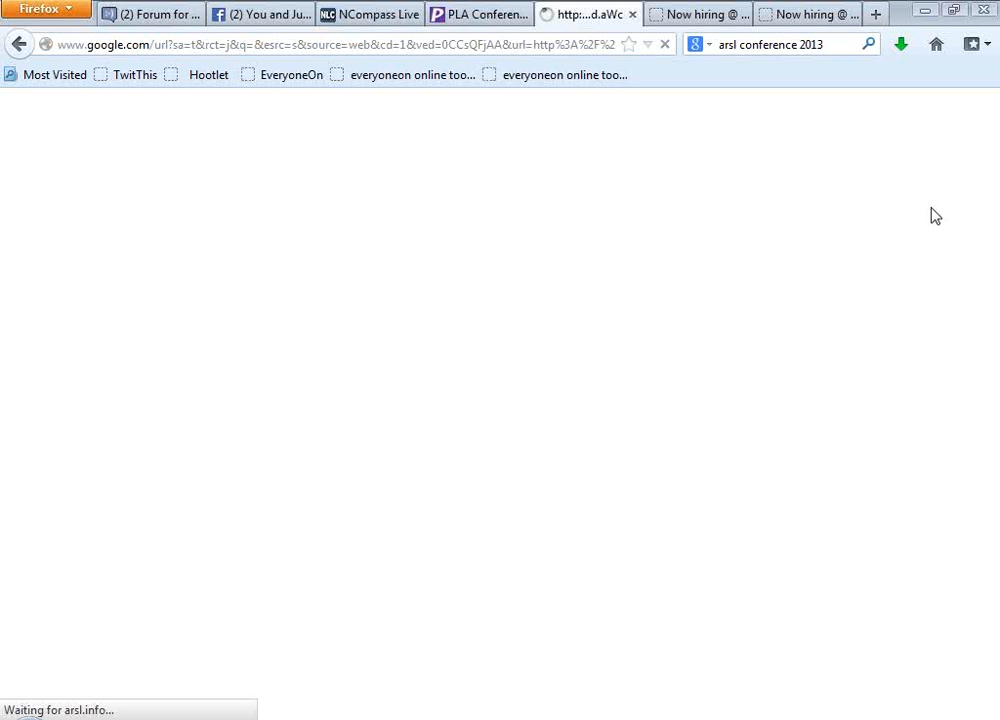 Firefox
(2) Forum for ...
(2) You and Ju...
NLC NCompass Live
PLA Conferen...
http:...d.aWc
Now hiring @ ...
Now hiring @ ...
www.google.com/url?sa=t&rct=j&q=&esrc=s&source=web&cd=1&ved=0CCsQFjAA&url=http%3A%2F%2
arsl conference 2013
Most Visited
TwitThis
Hootlet
EveryoneOn
everyoneon online too...
everyoneon online too...
Waiting for arsl.info...